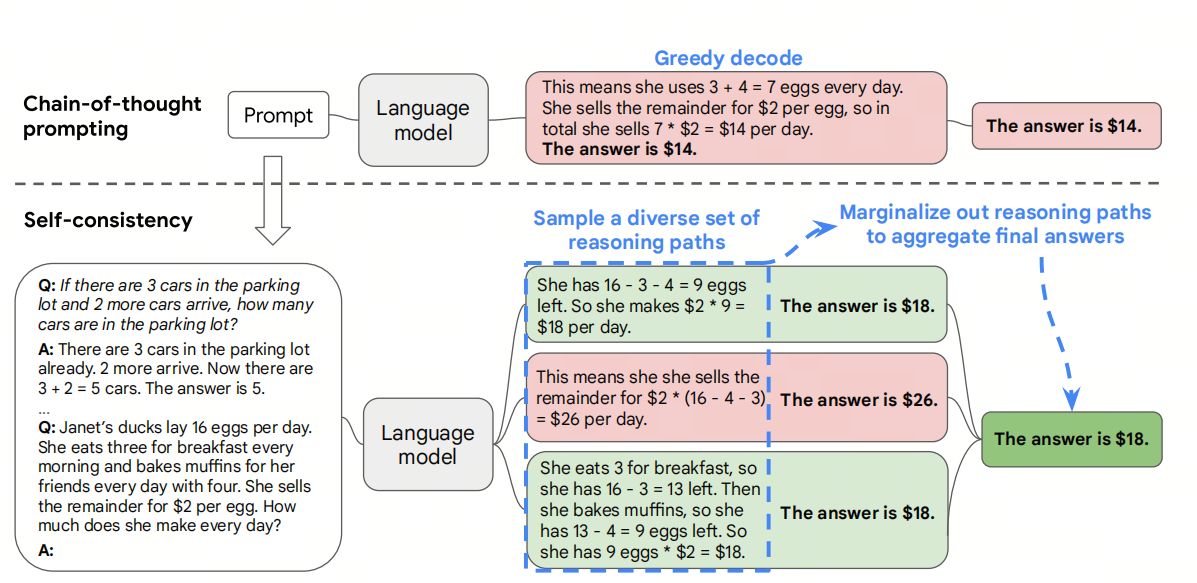 Greedy decode
Chain-of-thought
prompting
Prompt
Language
model
This means she uses 3 + 4 = 7 eggs every day.
She sells the remainder for $2 per egg, so in
total she sells 7 * $2 = $14 per day.
The answer is $14.
The answer is $14.
Self-consistency
Sample a diverse set of
reasoning paths
Marginalize out reasoning paths
to aggregate final answers
Q: If there are 3 cars in the parking
lot and 2 more cars arrive, how many
cars are in the parking lot?
A: There are 3 cars in the parking lot
already. 2 more arrive. Now there are
3 + 2 = 5 cars. The answer is 5.
...
Q: Janet’s ducks lay 16 eggs per day.
She eats three for breakfast every
morning and bakes muffins for her
friends every day with four. She sells
the remainder for $2 per egg. How
much does she make every day?
A:
Language
model
She has 16 - 3 - 4 = 9 eggs
left. So she makes $2 * 9 =
$18 per day.
The answer is $18.
This means she she sells the
remainder for $2 * (16 - 4 - 3)
= $26 per day.
The answer is $26.
She eats 3 for breakfast, so
she has 16 - 3 = 13 left. Then
she bakes muffins, so she
has 13 - 4 = 9 eggs left. So
she has 9 eggs * $2 = $18.
The answer is $18.
The answer is $18.